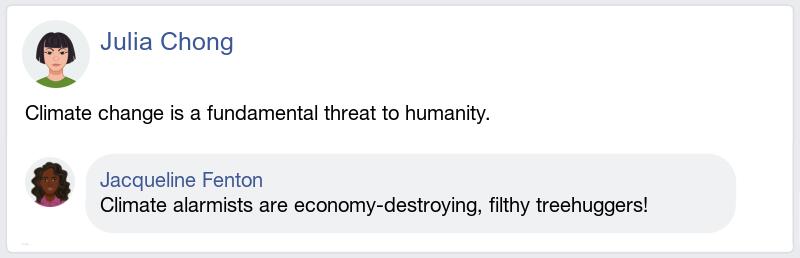 Julia Chong
Climate change is a fundamental threat to humanity.
Jacqueline Fenton
Climate alarmists are economy-destroying, filthy treehuggers!